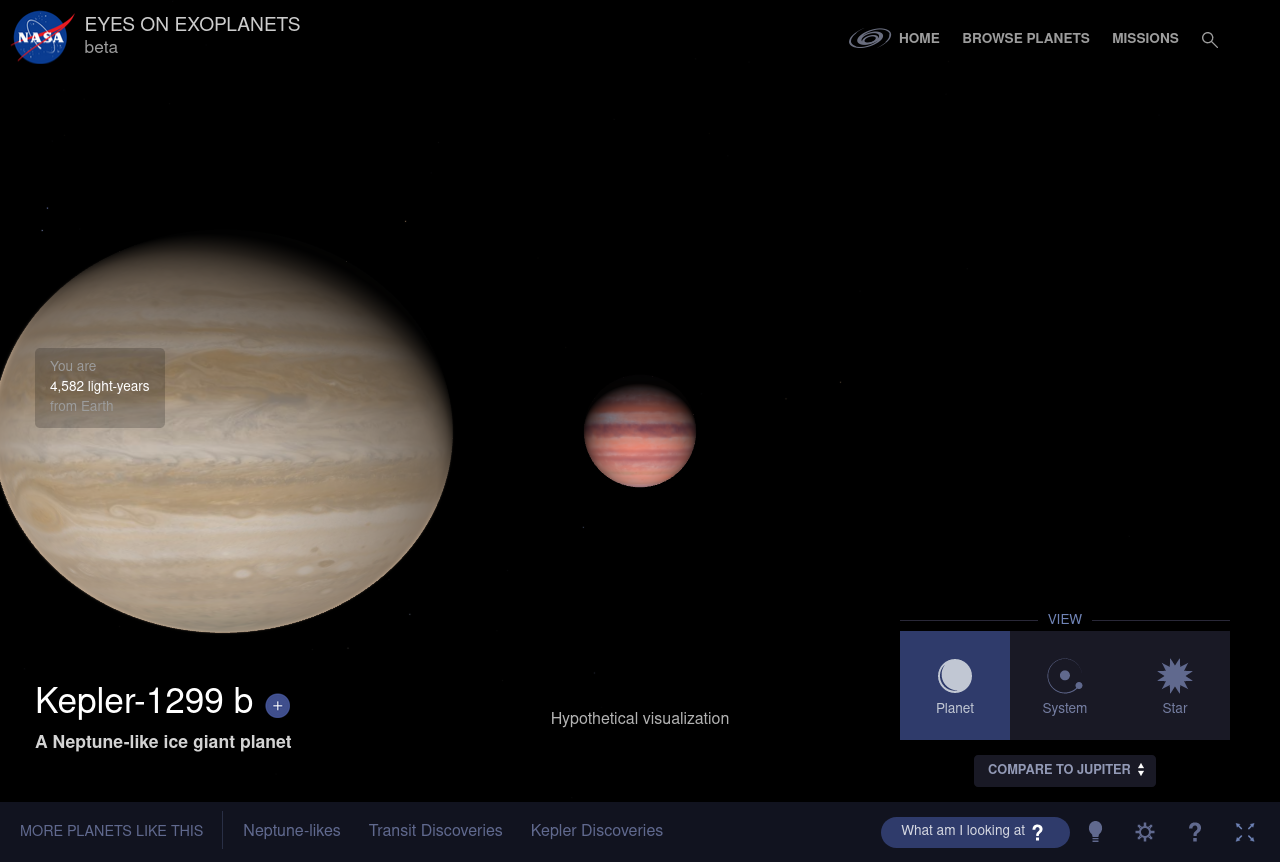 NASA
EYES ON EXOPLANETS
beta
HOME BROWSE PLANETS MISSIONS
You are
4,582 light-years
from Earth
Kepler-1299 b +
A Neptune-like ice giant planet
Hypothetical visualization
VIEW
Planet System Star
COMPARE TO JUPITER
MORE PLANETS LIKE THIS Neptune-likes Transit Discoveries Kepler Discoveries
What am I looking at ? ?